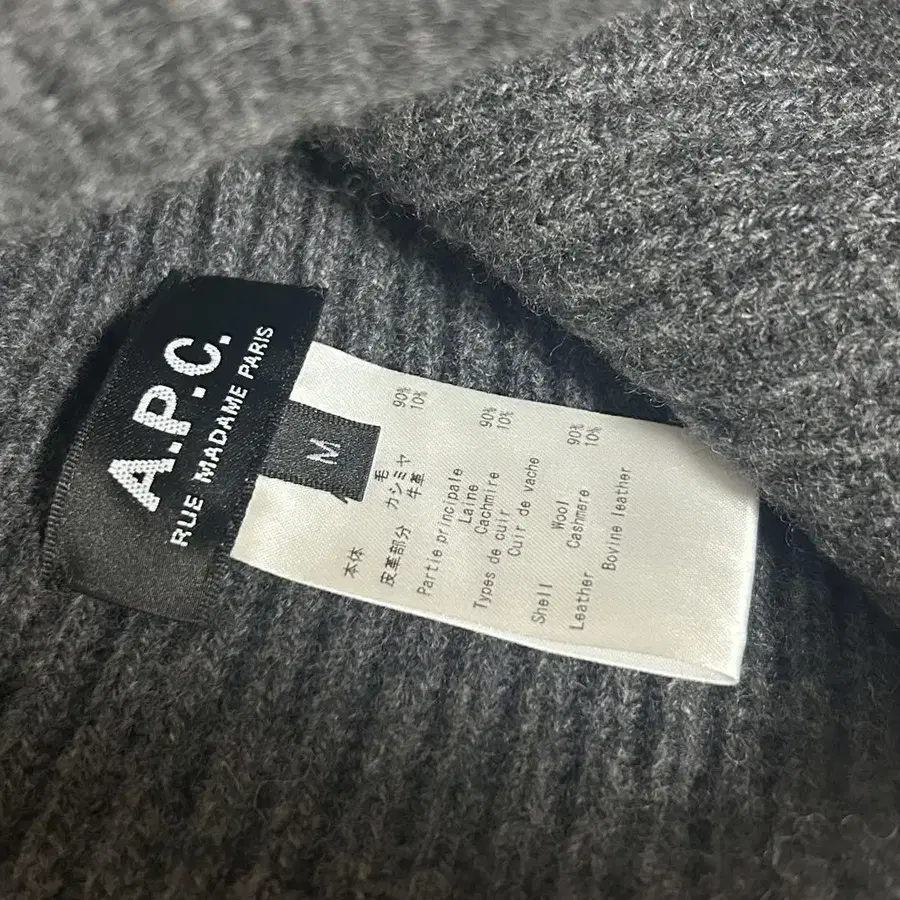 A.P.C.
RUE MADAME PARIS
M
本体 毛 90%
カシミヤ 10%
皮革部分 牛革
Partie principale
Laine 90%
Cachmire 10%
Types de cuir
Cuir de vache
Shell Wool 90%
Cashmere 10%
Leather Bovine leather